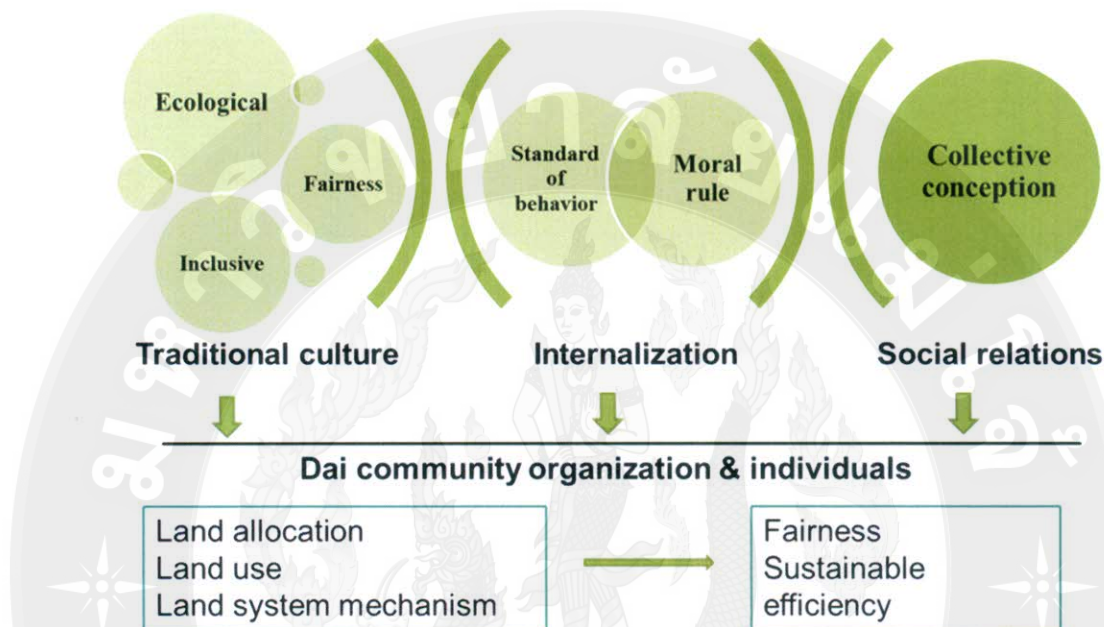 Ecological
Fairness
Inclusive
Standard
of
behavior
Moral
rule
Collective
conception
Traditional culture
Internalization
Social relations
Dai community organization & individuals
Land allocation
Land use
Land system mechanism
Fairness
Sustainable
efficiency